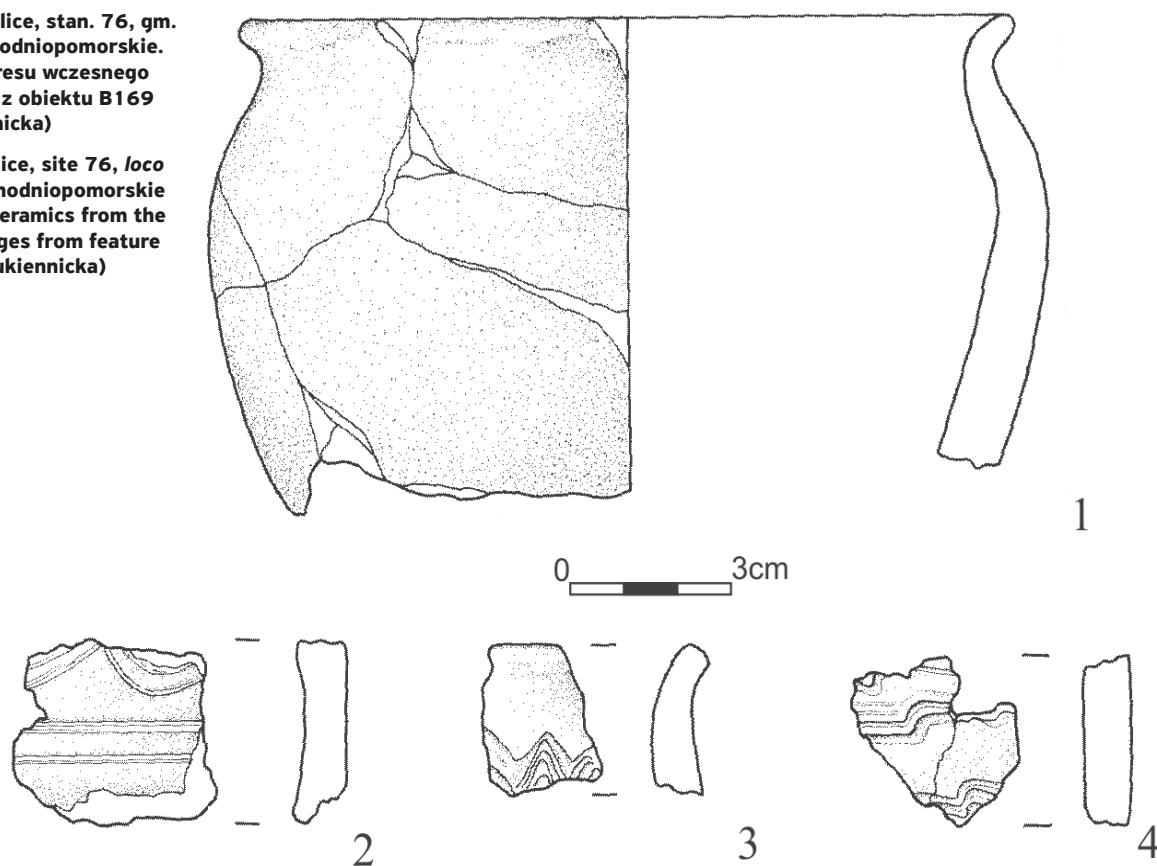 lice, stan. 76, gm.
odniopomorskie.
resu wczesnego
z obiektu B169
nicka)
ice, site 76, loco
hodniopomorskie
eramics from the
ges from feature
ukiennicka)
1
0 3cm
2
3
4